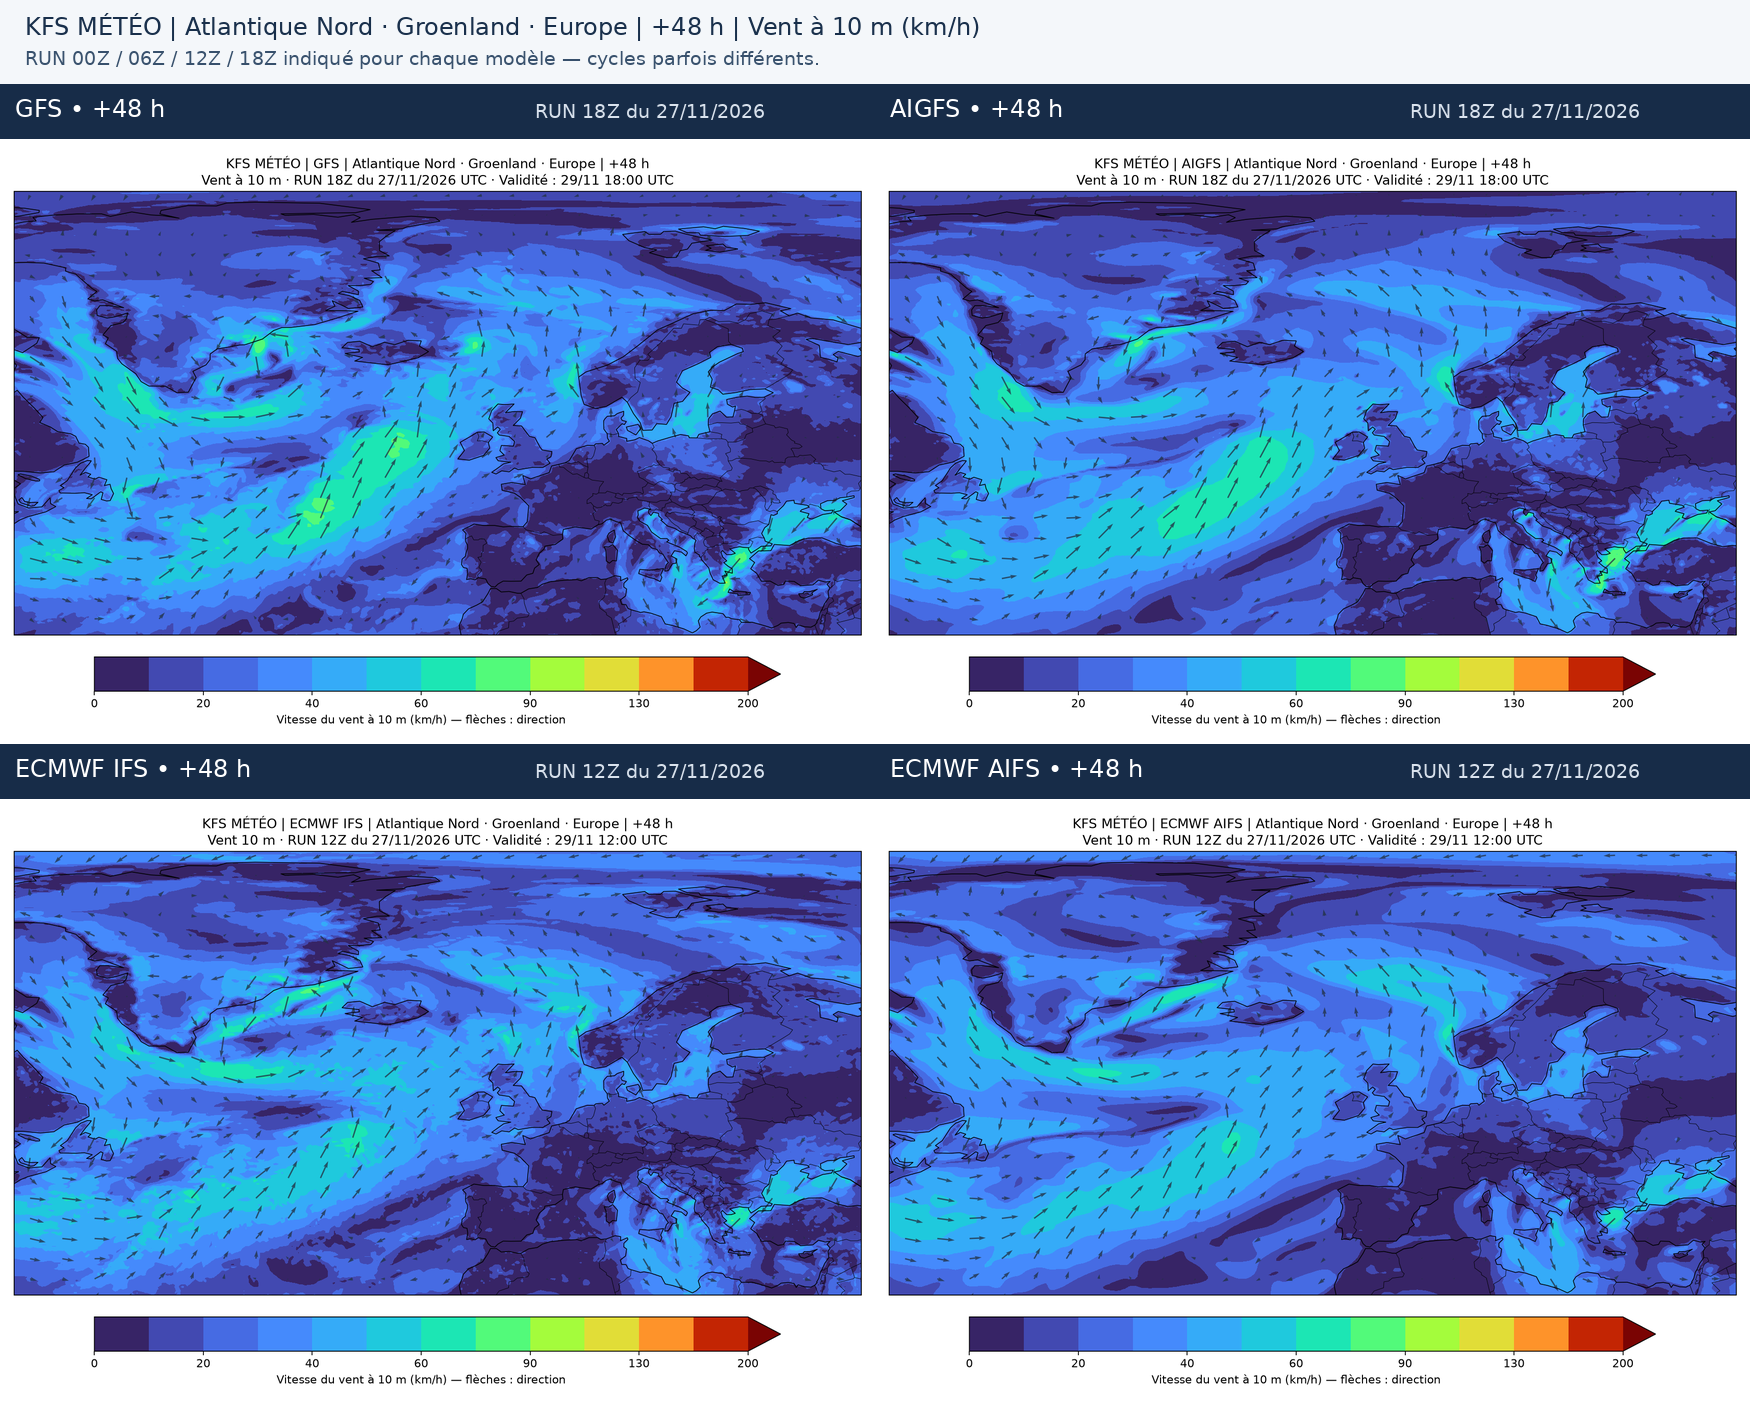 KFS MÉTÉO | Atlantique Nord · Groenland · Europe | +48 h | Vent à 10 m (km/h)
RUN 00Z / 06Z / 12Z / 18Z indiqué pour chaque modèle — cycles parfois différents.
GFS • +48 h
RUN 18Z du 27/11/2026
KFS MÉTÉO | GFS | Atlantique Nord · Groenland · Europe | +48 h
Vent à 10 m · RUN 18Z du 27/11/2026 UTC · Validité : 29/11 18:00 UTC
0 20 40 60 90 130 200
Vitesse du vent à 10 m (km/h) — flèches : direction
AIGFS • +48 h
RUN 18Z du 27/11/2026
KFS MÉTÉO | AIGFS | Atlantique Nord · Groenland · Europe | +48 h
Vent à 10 m · RUN 18Z du 27/11/2026 UTC · Validité : 29/11 18:00 UTC
0 20 40 60 90 130 200
Vitesse du vent à 10 m (km/h) — flèches : direction
ECMWF IFS • +48 h
RUN 12Z du 27/11/2026
KFS MÉTÉO | ECMWF IFS | Atlantique Nord · Groenland · Europe | +48 h
Vent 10 m · RUN 12Z du 27/11/2026 UTC · Validité : 29/11 12:00 UTC
0 20 40 60 90 130 200
Vitesse du vent à 10 m (km/h) — flèches : direction
ECMWF AIFS • +48 h
RUN 12Z du 27/11/2026
KFS MÉTÉO | ECMWF AIFS | Atlantique Nord · Groenland · Europe | +48 h
Vent 10 m · RUN 12Z du 27/11/2026 UTC · Validité : 29/11 12:00 UTC
0 20 40 60 90 130 200
Vitesse du vent à 10 m (km/h) — flèches : direction